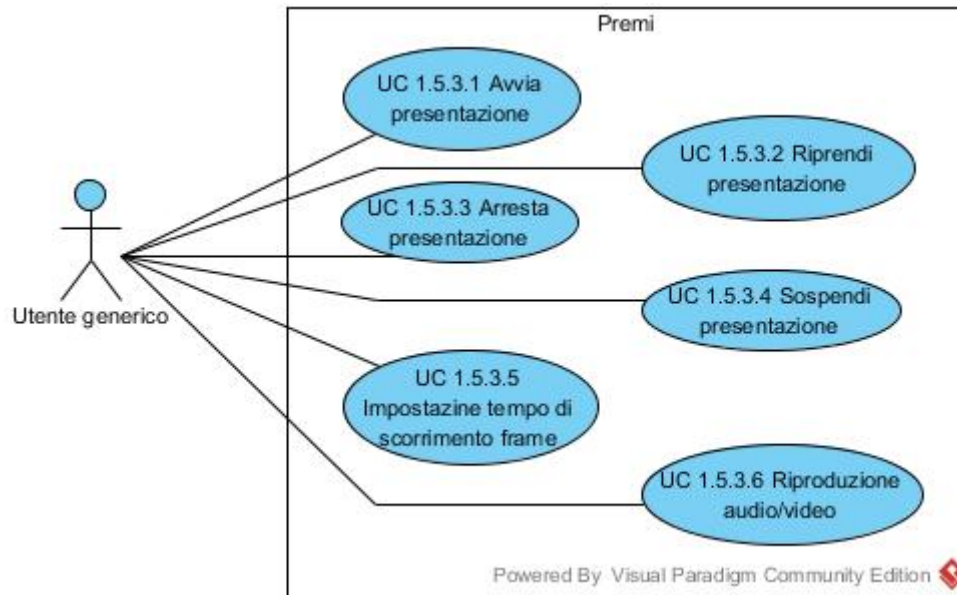 Premi
UC 1.5.3.1 Avvia
presentazione
UC 1.5.3.2 Riprendi
presentazione
UC 1.5.3.3 Arresta
presentazione
Utente generico
UC 1.5.3.4 Sospendi
presentazione
UC 1.5.3.5
Impostazine tempo di
scorrimento frame
UC 1.5.3.6 Riproduzione
audio/video
Powered By Visual Paradigm Community Edition